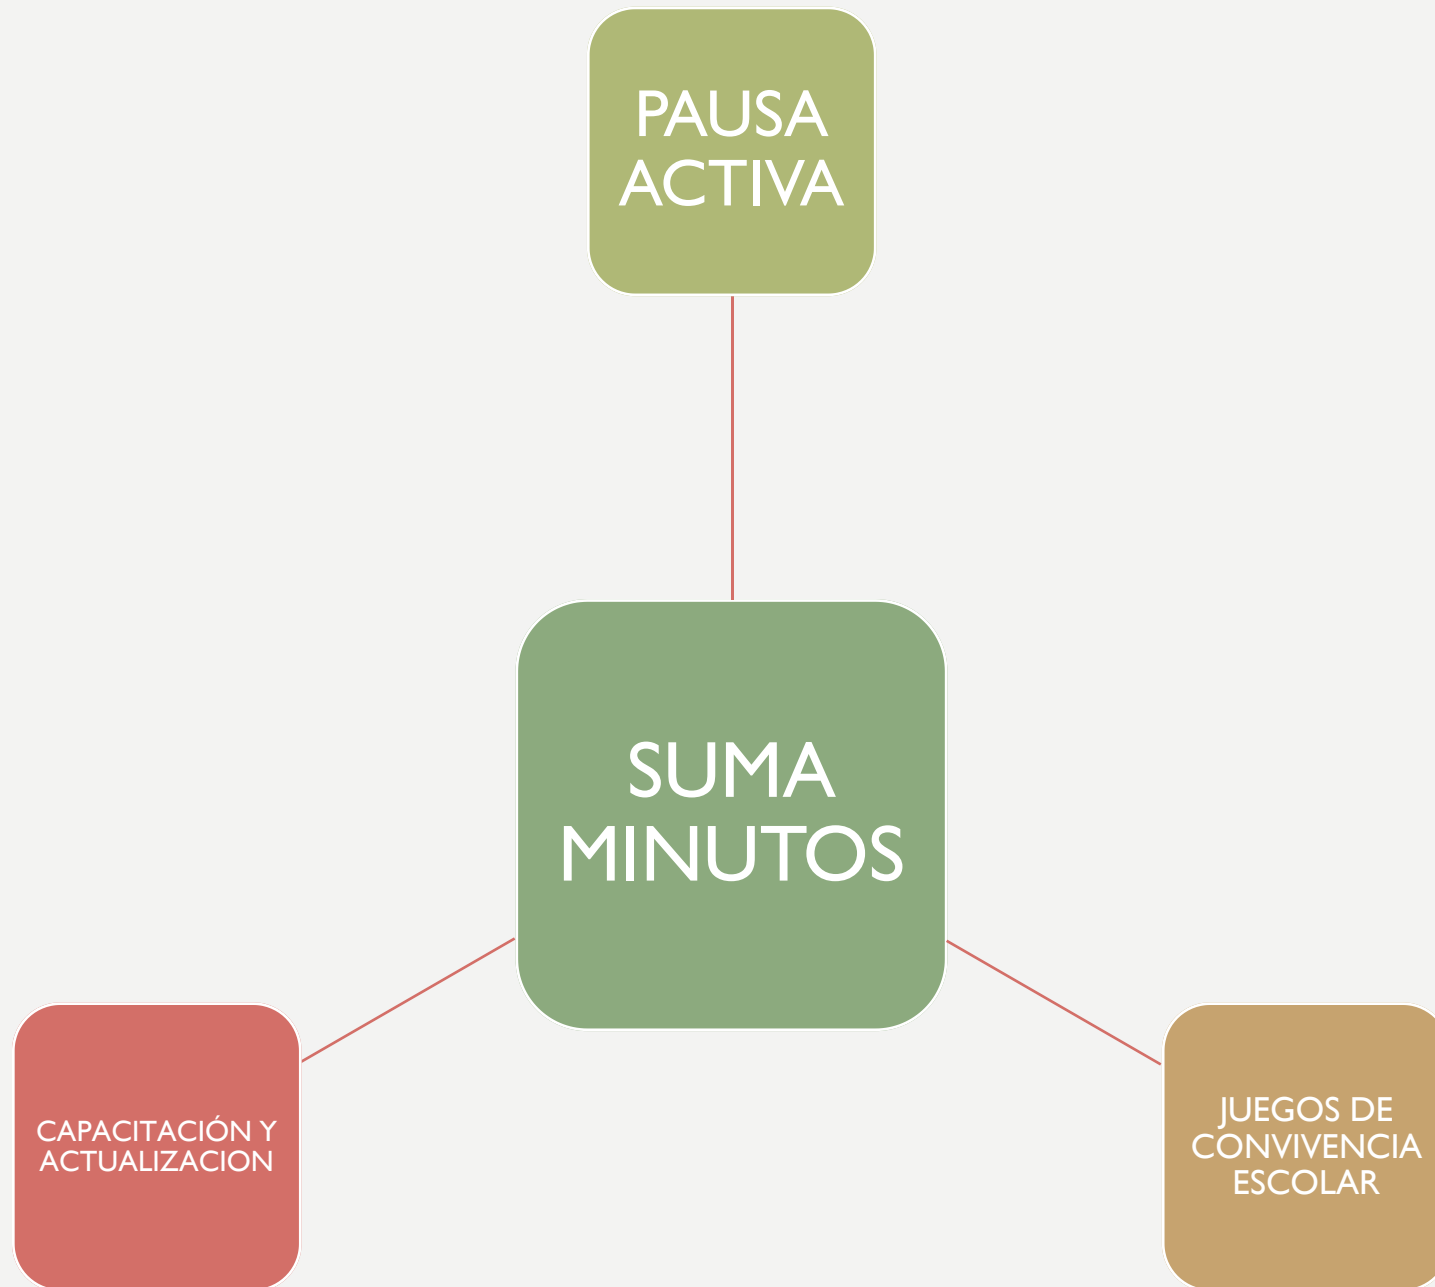 PAUSA
ACTIVA
SUMA
MINUTOS
CAPACITACIÓN Y
ACTUALIZACION
JUEGOS DE
CONVIVENCIA
ESCOLAR